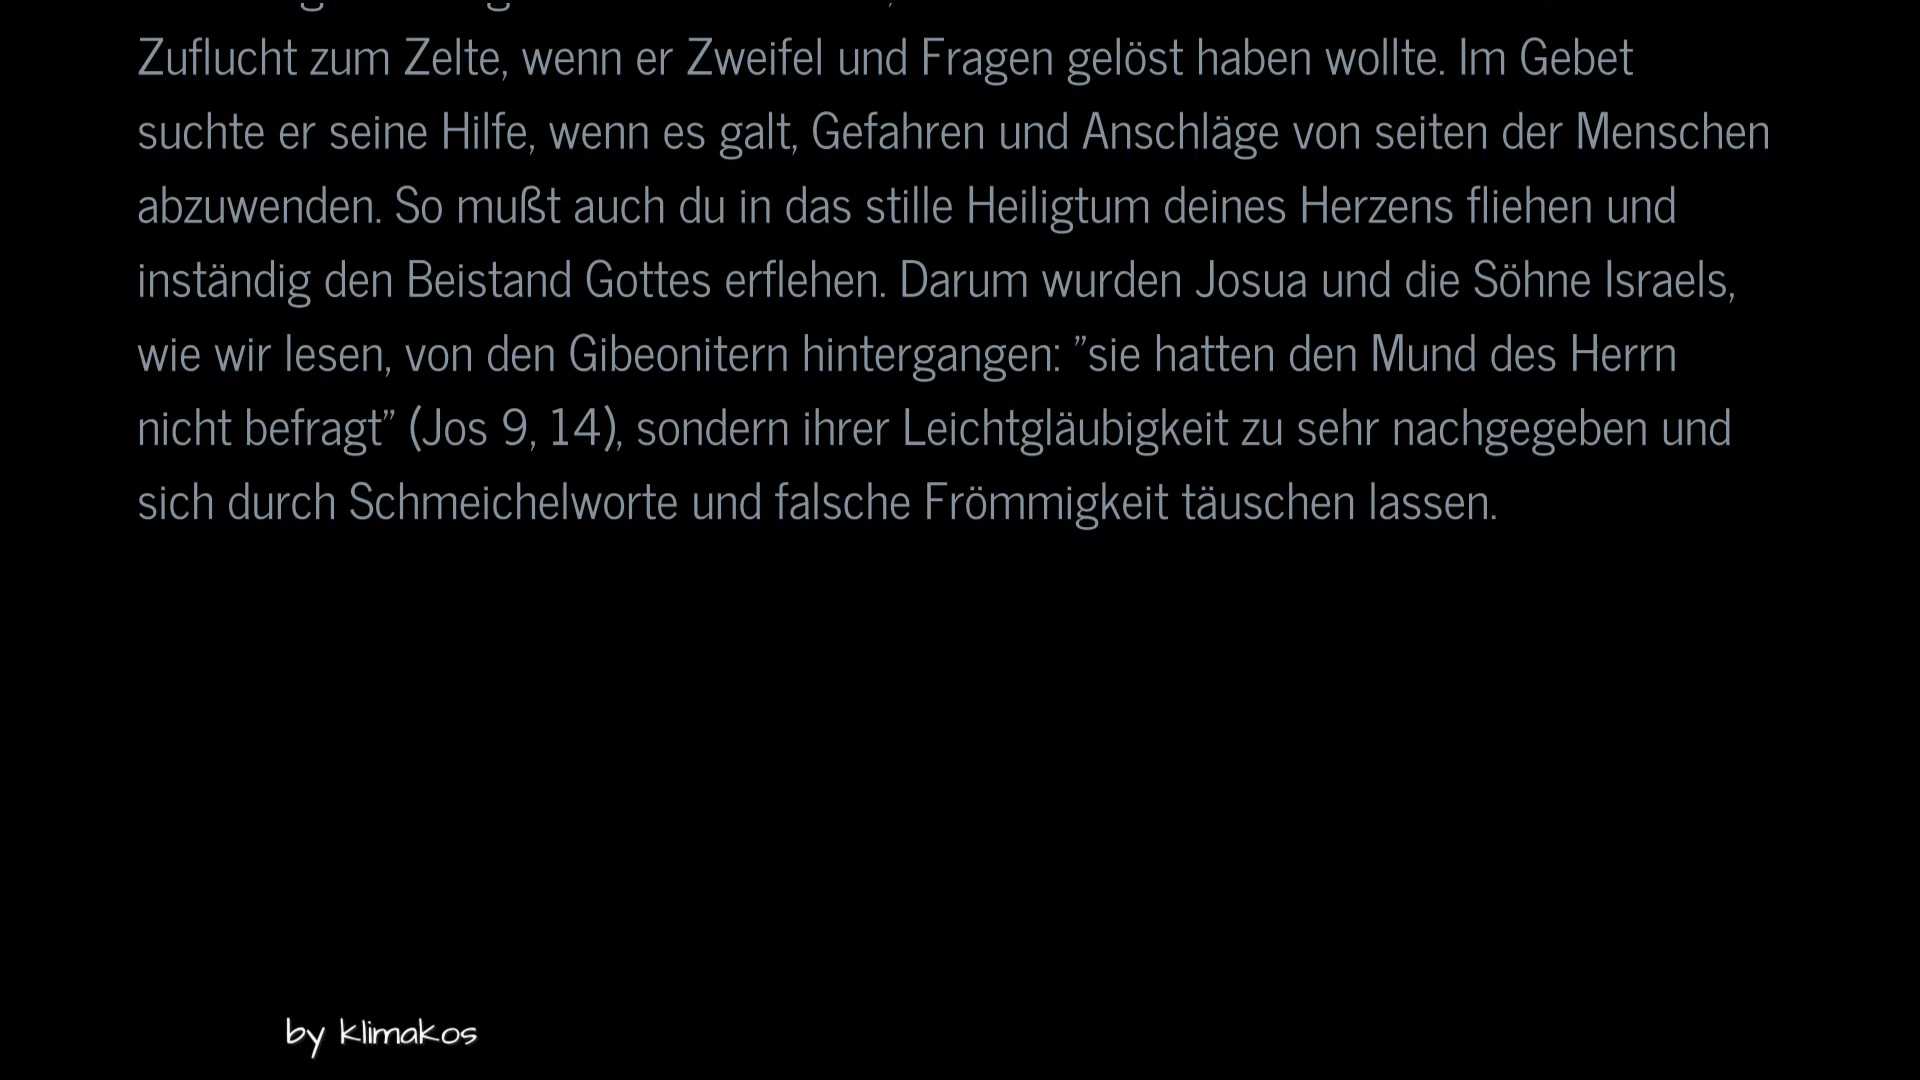 Zuflucht zum Zelte, wenn er Zweifel und Fragen gelöst haben wollte. Im Gebet
suchte er seine Hilfe, wenn es galt, Gefahren und Anschläge von seiten der Menschen
abzuwenden. So mußt auch du in das stille Heiligtum deines Herzens fliehen und
inständig den Beistand Gottes erflehen. Darum wurden Josua und die Söhne Israels,
wie wir lesen, von den Gibeonitern hintergangen: ”sie hatten den Mund des Herrn
nicht befragt” (Jos 9, 14), sondern ihrer Leichtgläubigkeit zu sehr nachgegeben und
sich durch Schmeichelworte und falsche Frömmigkeit täuschen lassen.
by klimakos